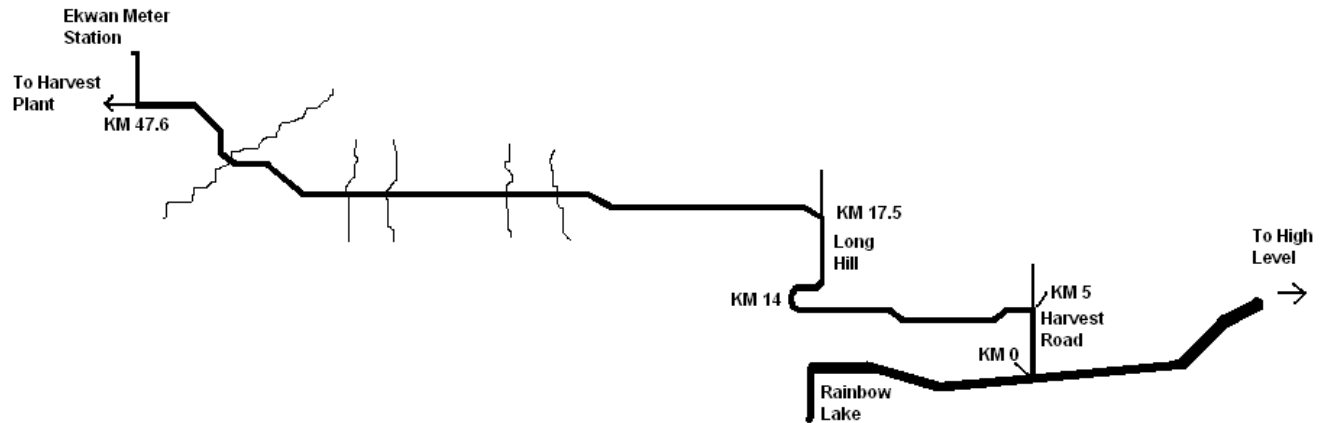 Ekwan Meter
Station
To Harvest
Plant
KM 47.6
KM 17.5
Long
Hill
To High
Level
KM 14
KM 5
Harvest
Road
KM 0
Rainbow
Lake